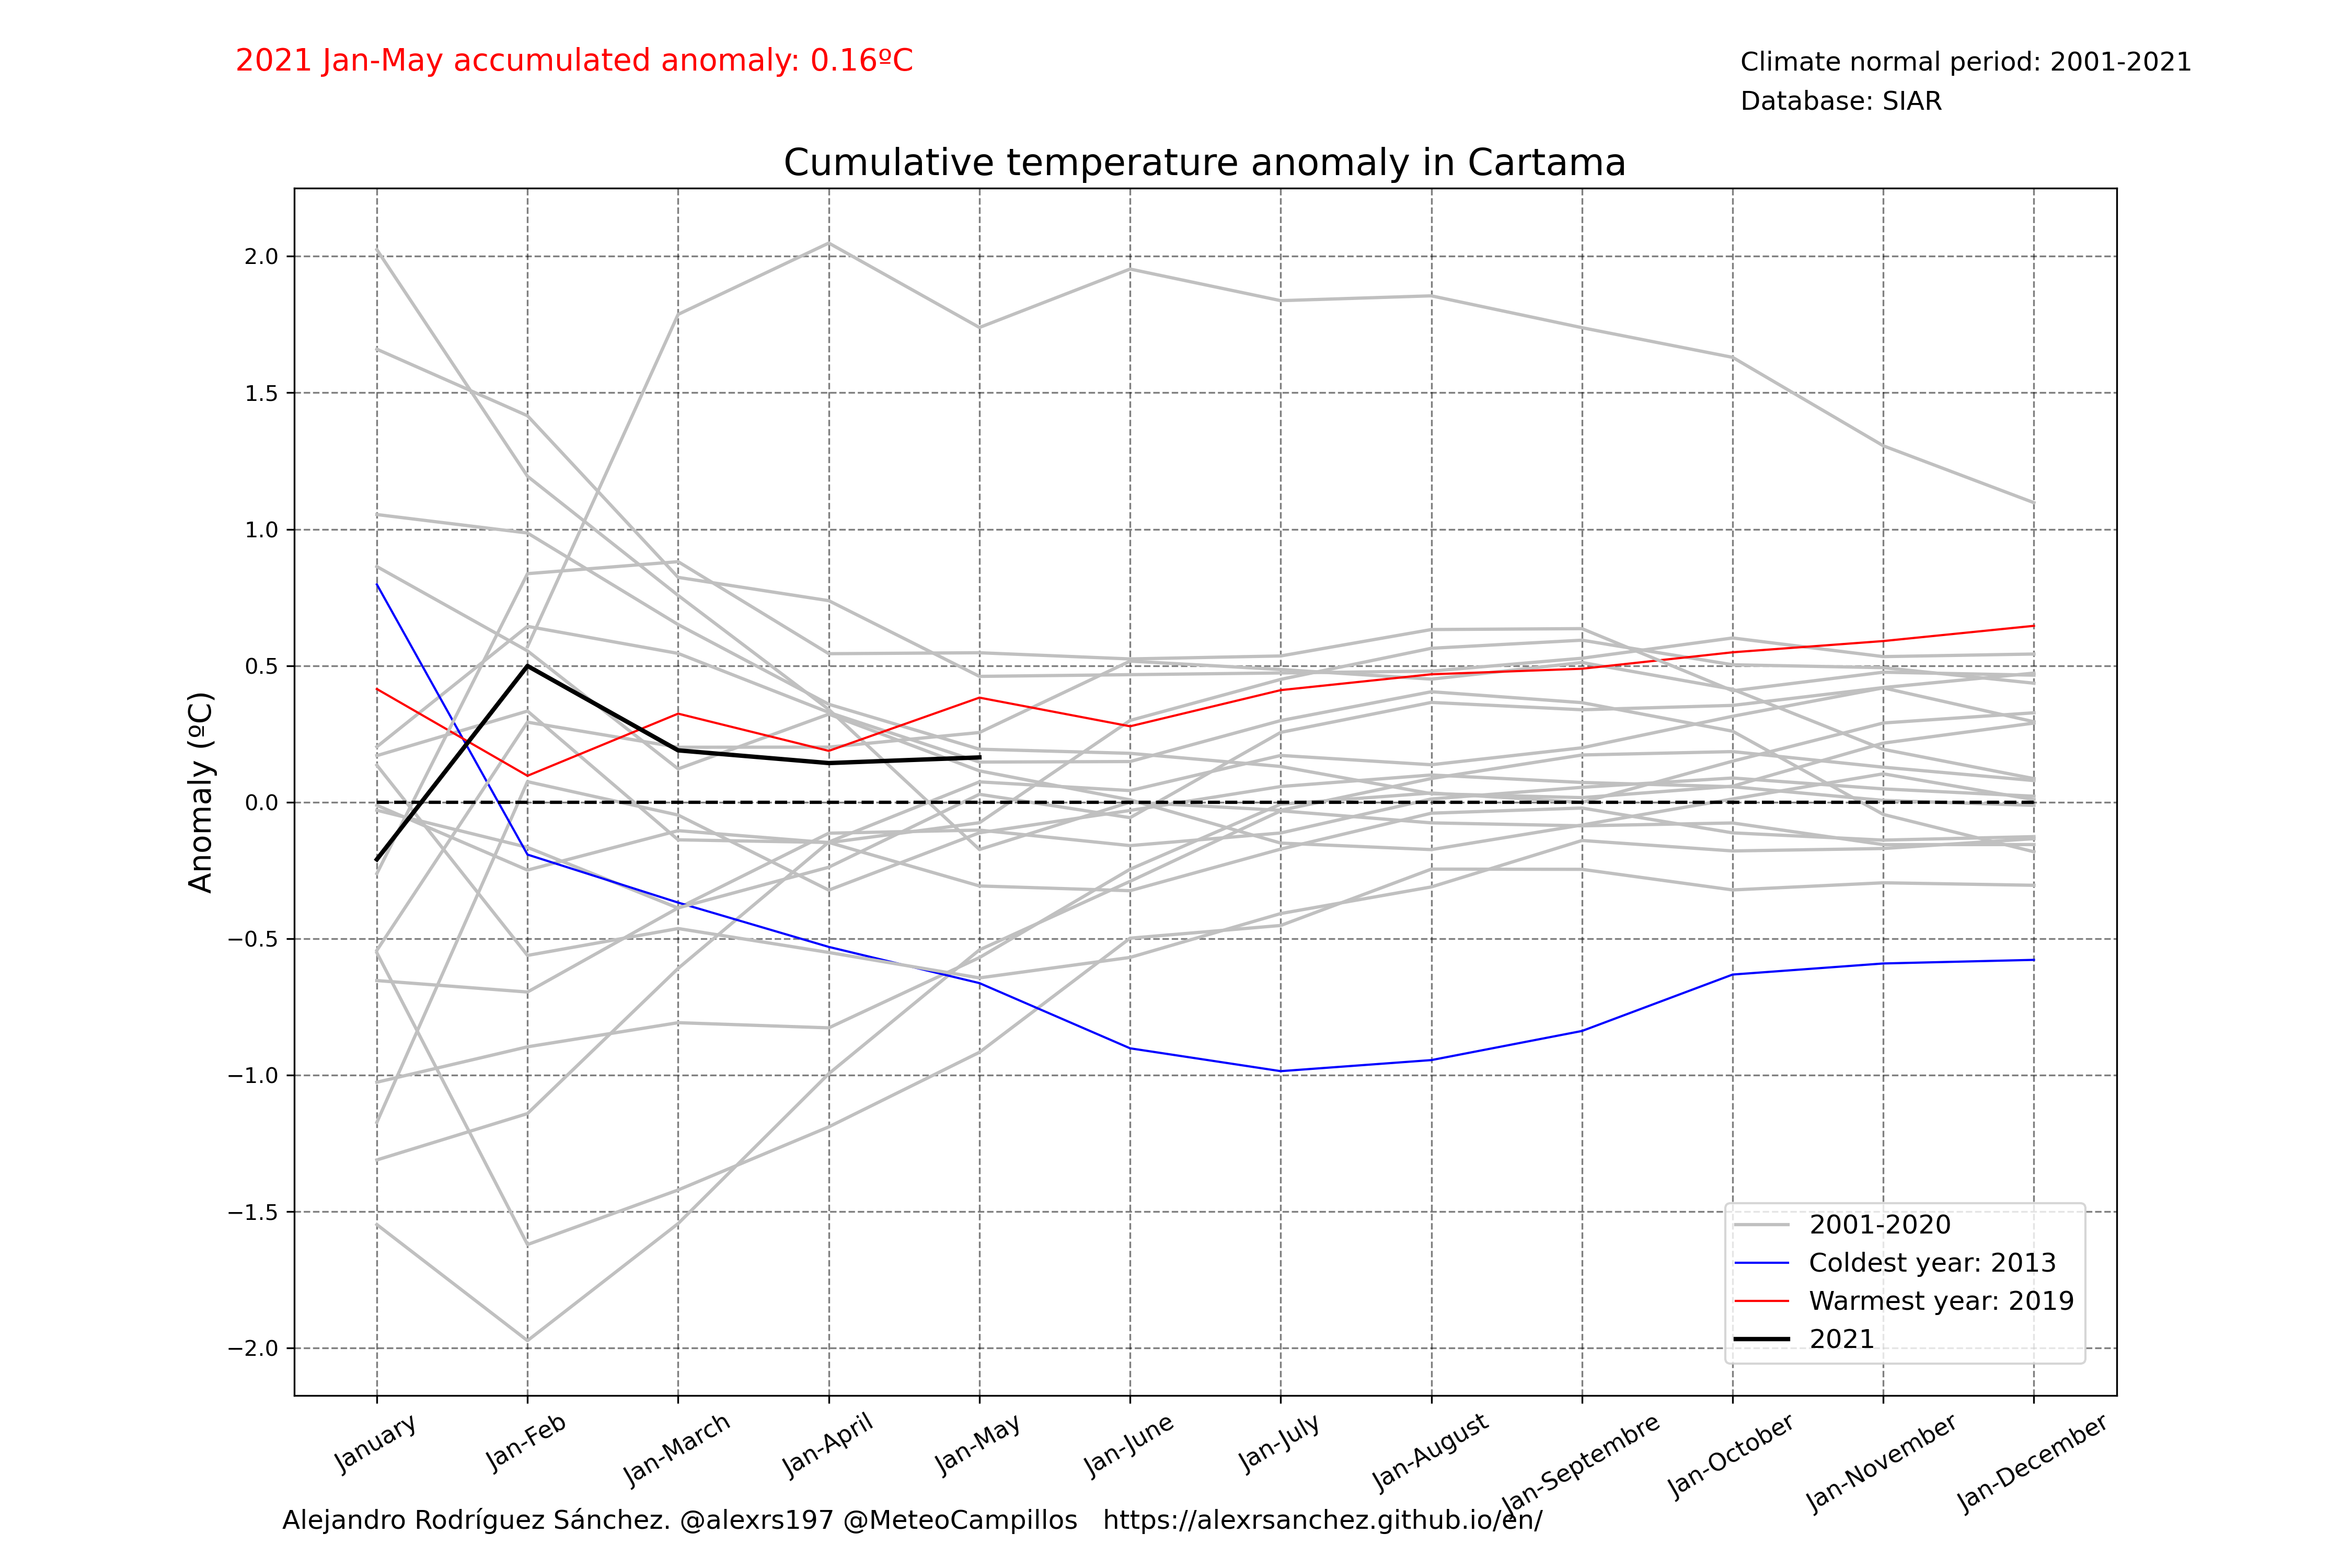 2021 Jan-May accumulated anomaly: 0.16ºC
Climate normal period: 2001-2021
Database: SIAR
Cumulative temperature anomaly in Cartama
Anomaly (ºC)
2.0
1.5
1.0
0.5
0.0
−0.5
−1.0
−1.5
−2.0
2001-2020
Coldest year: 2013
Warmest year: 2019
2021
January
Jan-Feb
Jan-March
Jan-April
Jan-May
Jan-June
Jan-July
Jan-August
Jan-Septembre
Jan-October
Jan-November
Jan-December
Alejandro Rodríguez Sánchez. @alexrs197 @MeteoCampillos   https://alexrsanchez.github.io/en/